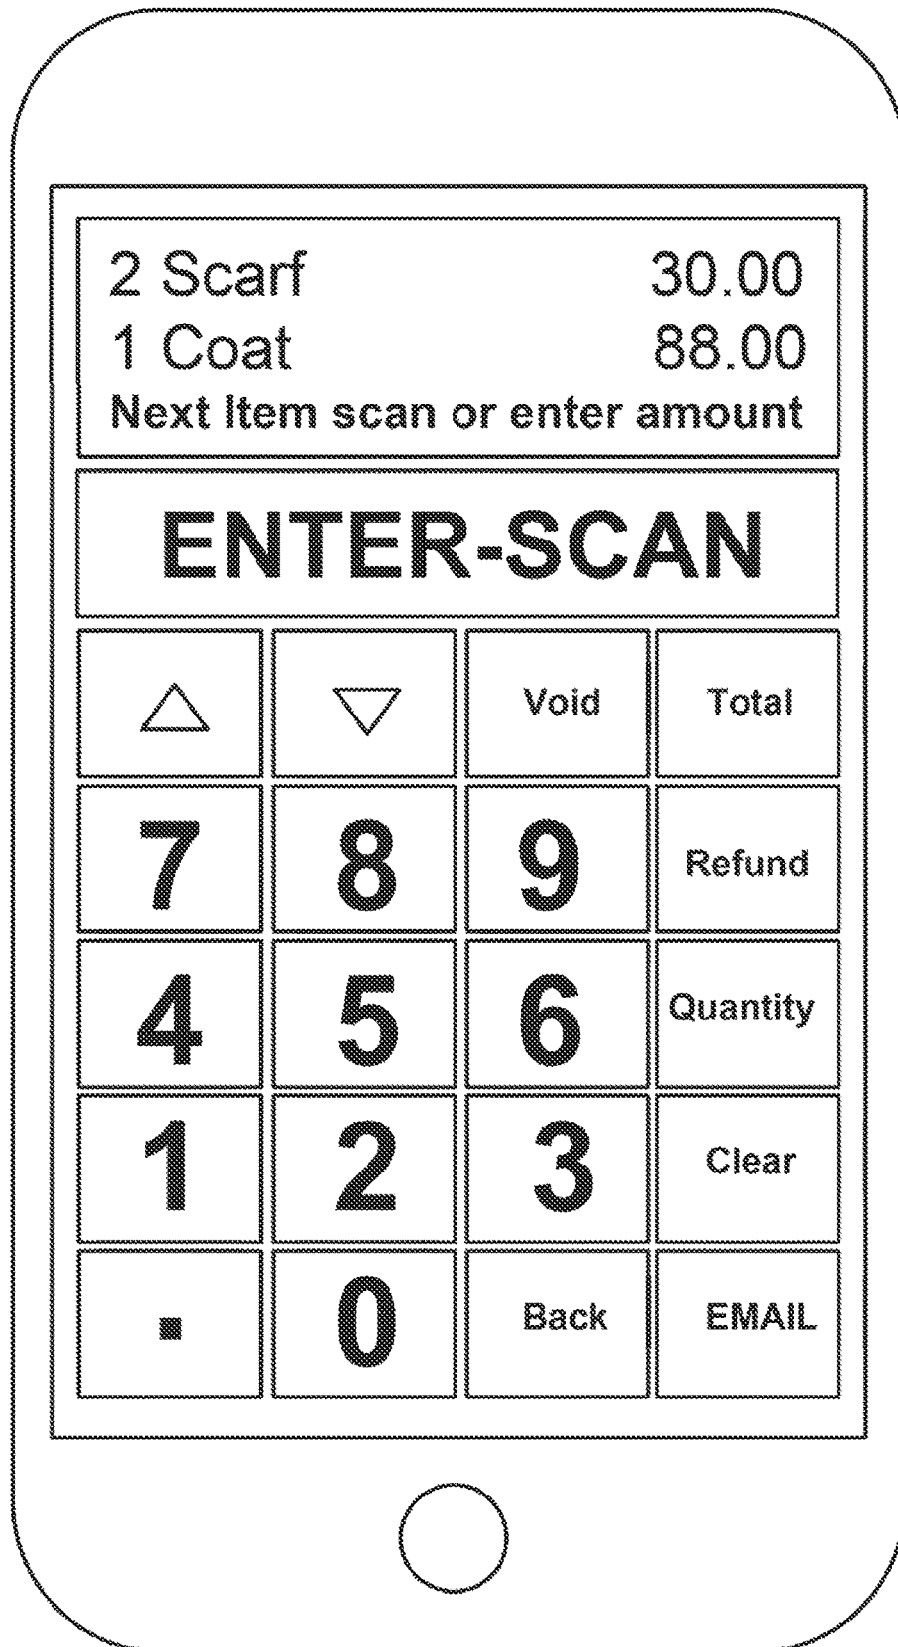 2 Scarf 30.00
1 Coat 88.00
Next Item scan or enter amount
ENTER-SCAN
△ ▽ Void Total
7 8 9 Refund
4 5 6 Quantity
1 2 3 Clear
. 0 Back EMAIL